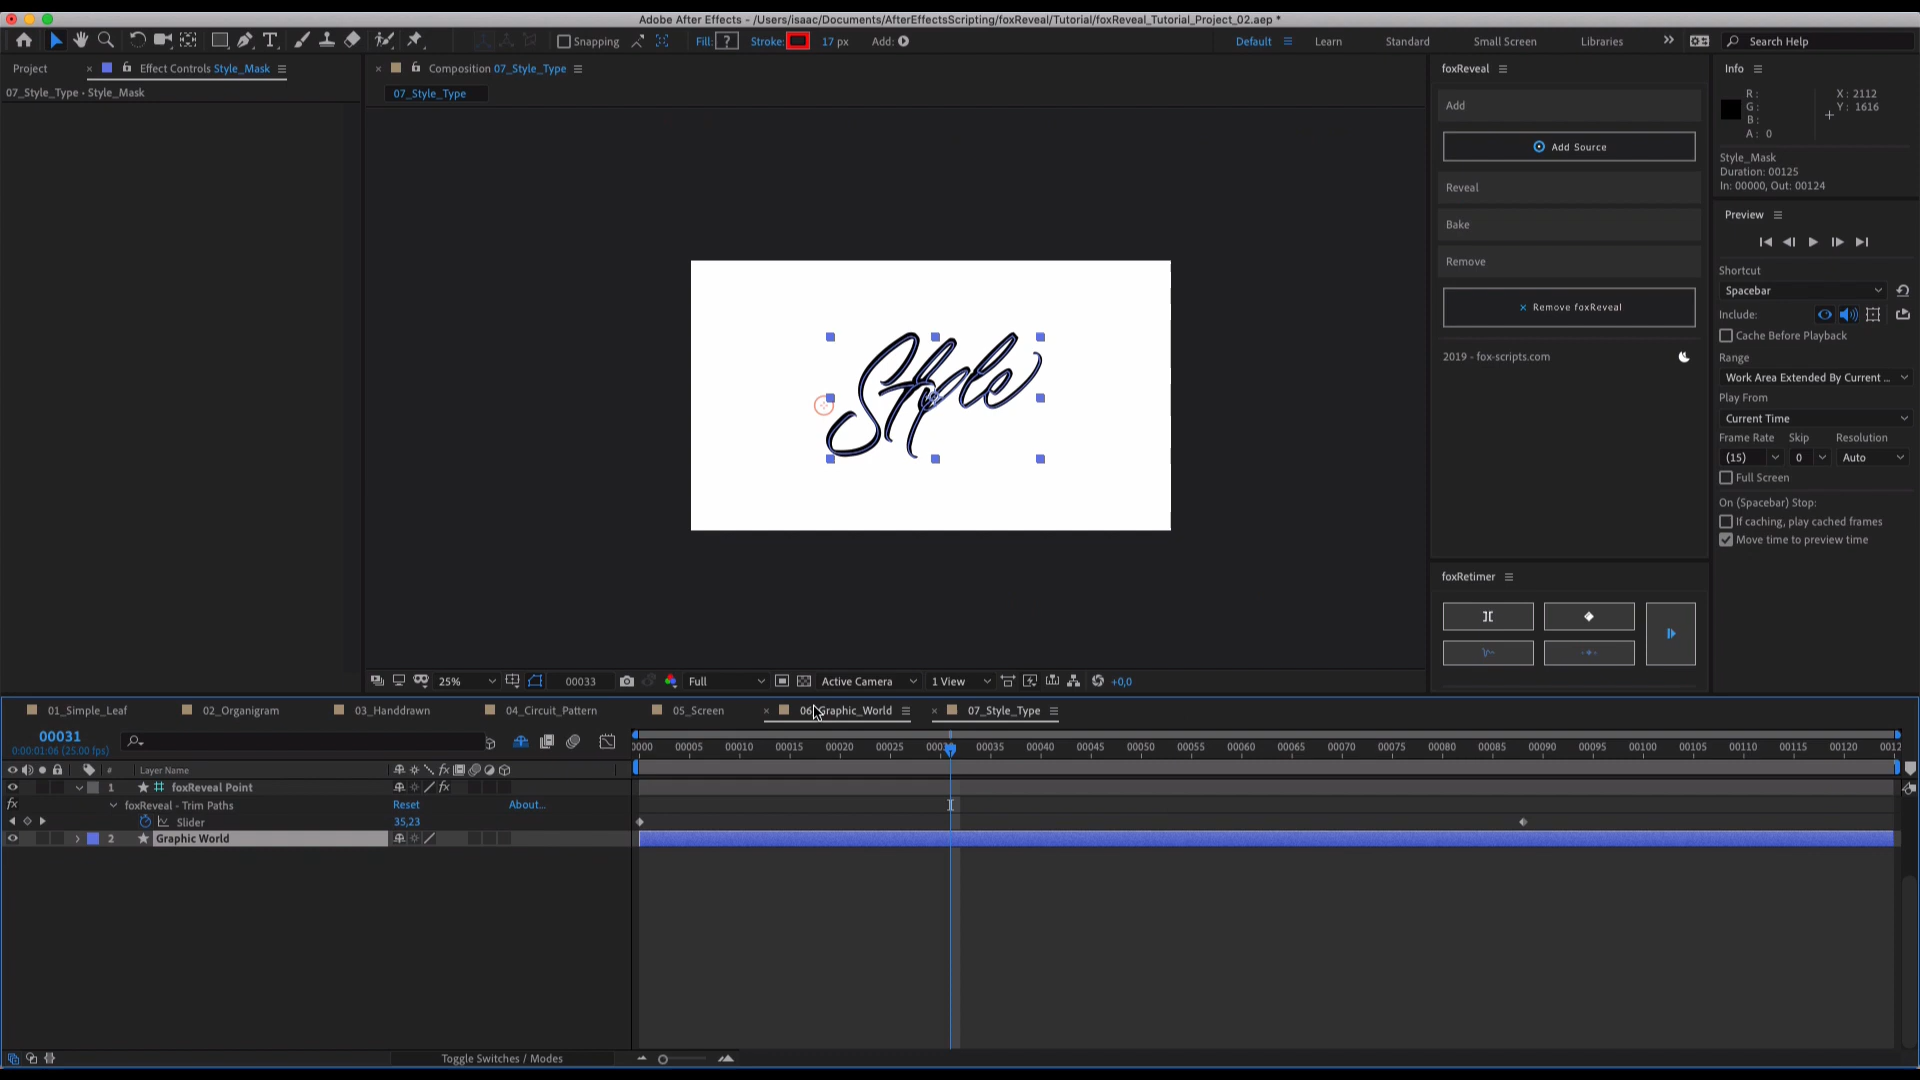 Adobe After Effects - /Users/isaac/Documents/AfterEffectsScripting/foxReveal/Tutorial/foxReveal_Tutorial_Project_02.aep *
Snapping Fill: ? Stroke: 17 px Add: Default Learn Standard Small Screen Libraries Search Help
Project Effect Controls Style_Mask
07_Style_Type • Style_Mask
Composition 07_Style_Type
07_Style_Type
Style
25% 00033 Full Active Camera 1 View +0,0
foxReveal
Add
Add Source
Reveal
Bake
Remove
Remove foxReveal
2019 - fox-scripts.com
foxRetimer
Info
R: X: 2112
G: Y: 1616
B:
A: 0
Style_Mask
Duration: 00125
In: 00000, Out: 00124
Preview
Shortcut
Spacebar
Include:
Cache Before Playback
Range
Work Area Extended By Current ...
Play From
Current Time
Frame Rate Skip Resolution
(15) 0 Auto
Full Screen
On (Spacebar) Stop:
If caching, play cached frames
Move time to preview time
01_Simple_Leaf 02_Organigram 03_Handdrawn 04_Circuit_Pattern 05_Screen 06_Graphic_World 07_Style_Type
00031
0:00:01:06 (25.00 fps)
0000 00005 00010 00015 00020 00025 00035 00040 00045 00050 00055 00060 00065 00070 00075 00080 00085 00090 00095 00100 00105 00110 00115 00120 0012
# Layer Name
1 foxReveal Point
foxReveal - Trim Paths Reset About...
Slider 35,23
2 Graphic World
Toggle Switches / Modes